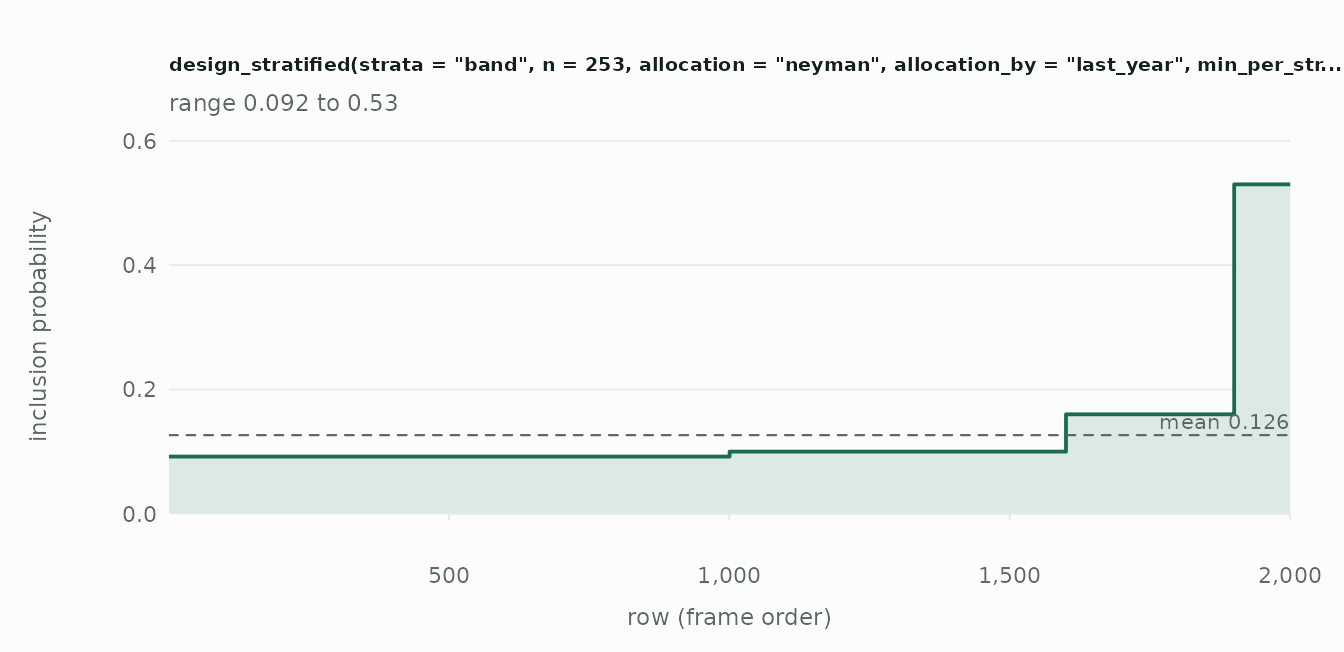 design_stratified(strata = "band", n = 253, allocation = "neyman", allocation_by = "last_year", min_per_str...
range 0.092 to 0.53
0.6
0.4
0.2
0.0
inclusion probability
mean 0.126
500
1,000
1,500
2,000
row (frame order)